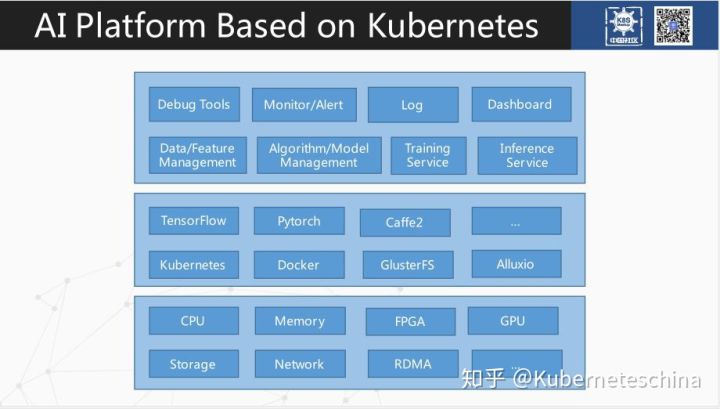 AI Platform Based on Kubernetes
K8S
Meetup
中国社区
Debug Tools
Monitor/Alert
Log
Dashboard
Data/Feature
Management
Algorithm/Model
Management
Training
Service
Inference
Service
TensorFlow
Pytorch
Caffe2
...
Kubernetes
Docker
GlusterFS
Alluxio
CPU
Memory
FPGA
GPU
Storage
Network
RDMA
...
知乎 @Kuberneteschina